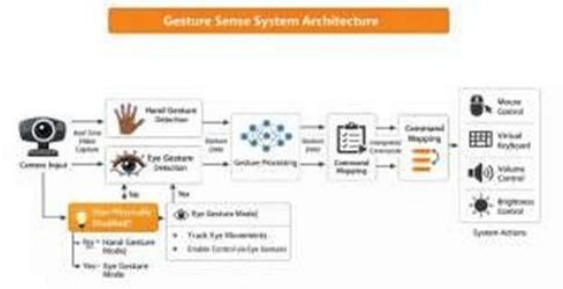 Gesture Sense System Architecture
Hand Gesture
Detection
Real Time
Video
Capture
Camera Input
Eye Gesture
Detection
Gesture Processing
Command
Mapping
Command
Mapping
Mouse
Control
Virtual
Keyboard
Volume
Control
Brightness
Control
System Actions
No
Yes
User Physically
Disabled?
Hand Gesture
Mode)
Yes - Eye Gesture
Mode
Eye Gesture Mode)
Track Eye Movements
Enable Control via Eye Gestures